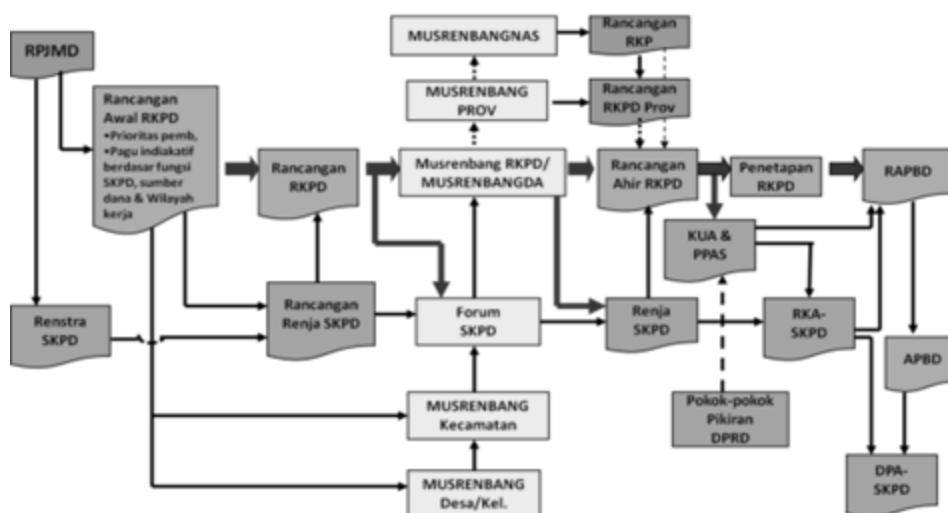 MUSRENBANGNAS
Rancangan
RKP
RPJMD
MUSRENBANG
PROV
Rancangan
RKPD Prov
Rancangan
Awal RKPD
•Prioritas pemb,
•Pagu indiakatif
berdasar fungsi
SKPD, sumber
dana & Wilayah
kerja
Rancangan
RKPD
Musrenbang RKPD/
MUSRENBANGDA
Rancangan
Ahir RKPD
Penetapan
RKPD
RAPBD
KUA &
PPAS
Renstra
SKPD
Rancangan
Renja SKPD
Forum
SKPD
Renja
SKPD
RKA-
SKPD
APBD
MUSRENBANG
Kecamatan
Pokok-pokok
Pikiran
DPRD
MUSRENBANG
Desa/Kel.
DPA-
SKPD